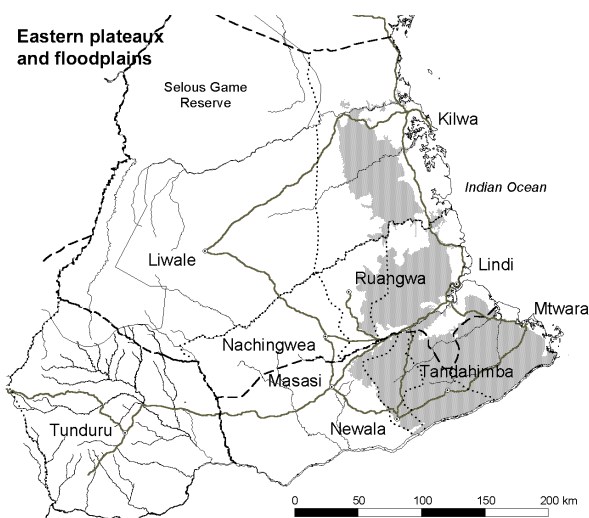 Eastern plateaux
and floodplains
Selous Game
Reserve
Kilwa
Indian Ocean
Liwale
Ruangwa
Lindi
Mtwara
Nachingwea
Masasi
Tandahimba
Tunduru
Newala
0 50 100 150 200 km